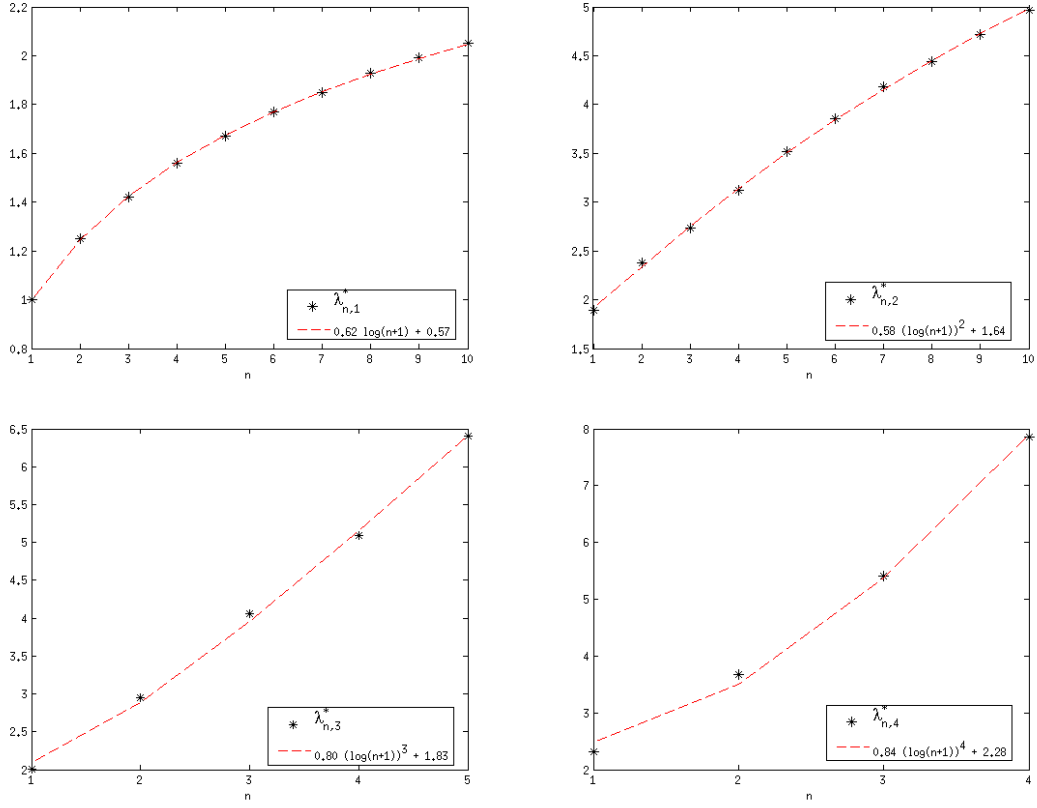 2.2
2
1.8
1.6
1.4
1.2
1
0.8
1 2 3 4 5 6 7 8 9 10
n
λ*n,1
0.62 log(n+1) + 0.57
5
4.5
4
3.5
3
2.5
2
1.5
1 2 3 4 5 6 7 8 9 10
n
λ*n,2
0.58 (log(n+1))^2 + 1.64
6.5
6
5.5
5
4.5
4
3.5
3
2.5
2
1 2 3 4 5
n
λ*n,3
0.80 (log(n+1))^3 + 1.83
8
7
6
5
4
3
2
1 2 3 4
n
λ*n,4
0.84 (log(n+1))^4 + 2.28